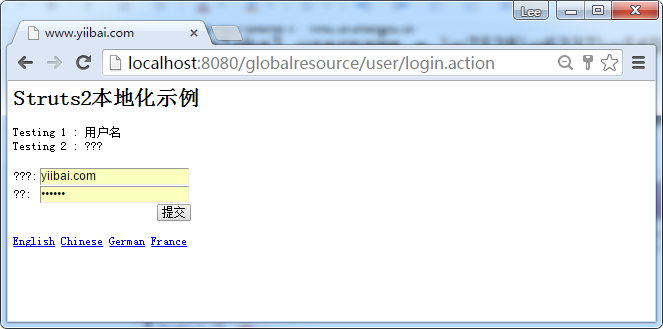 Lee
www.yiibai.com
localhost:8080/globalresource/user/login.action
Struts2本地化示例
Testing 1 : 用户名
Testing 2 : ???
???: yiibai.com
??: ••••••
提交
English Chinese German France